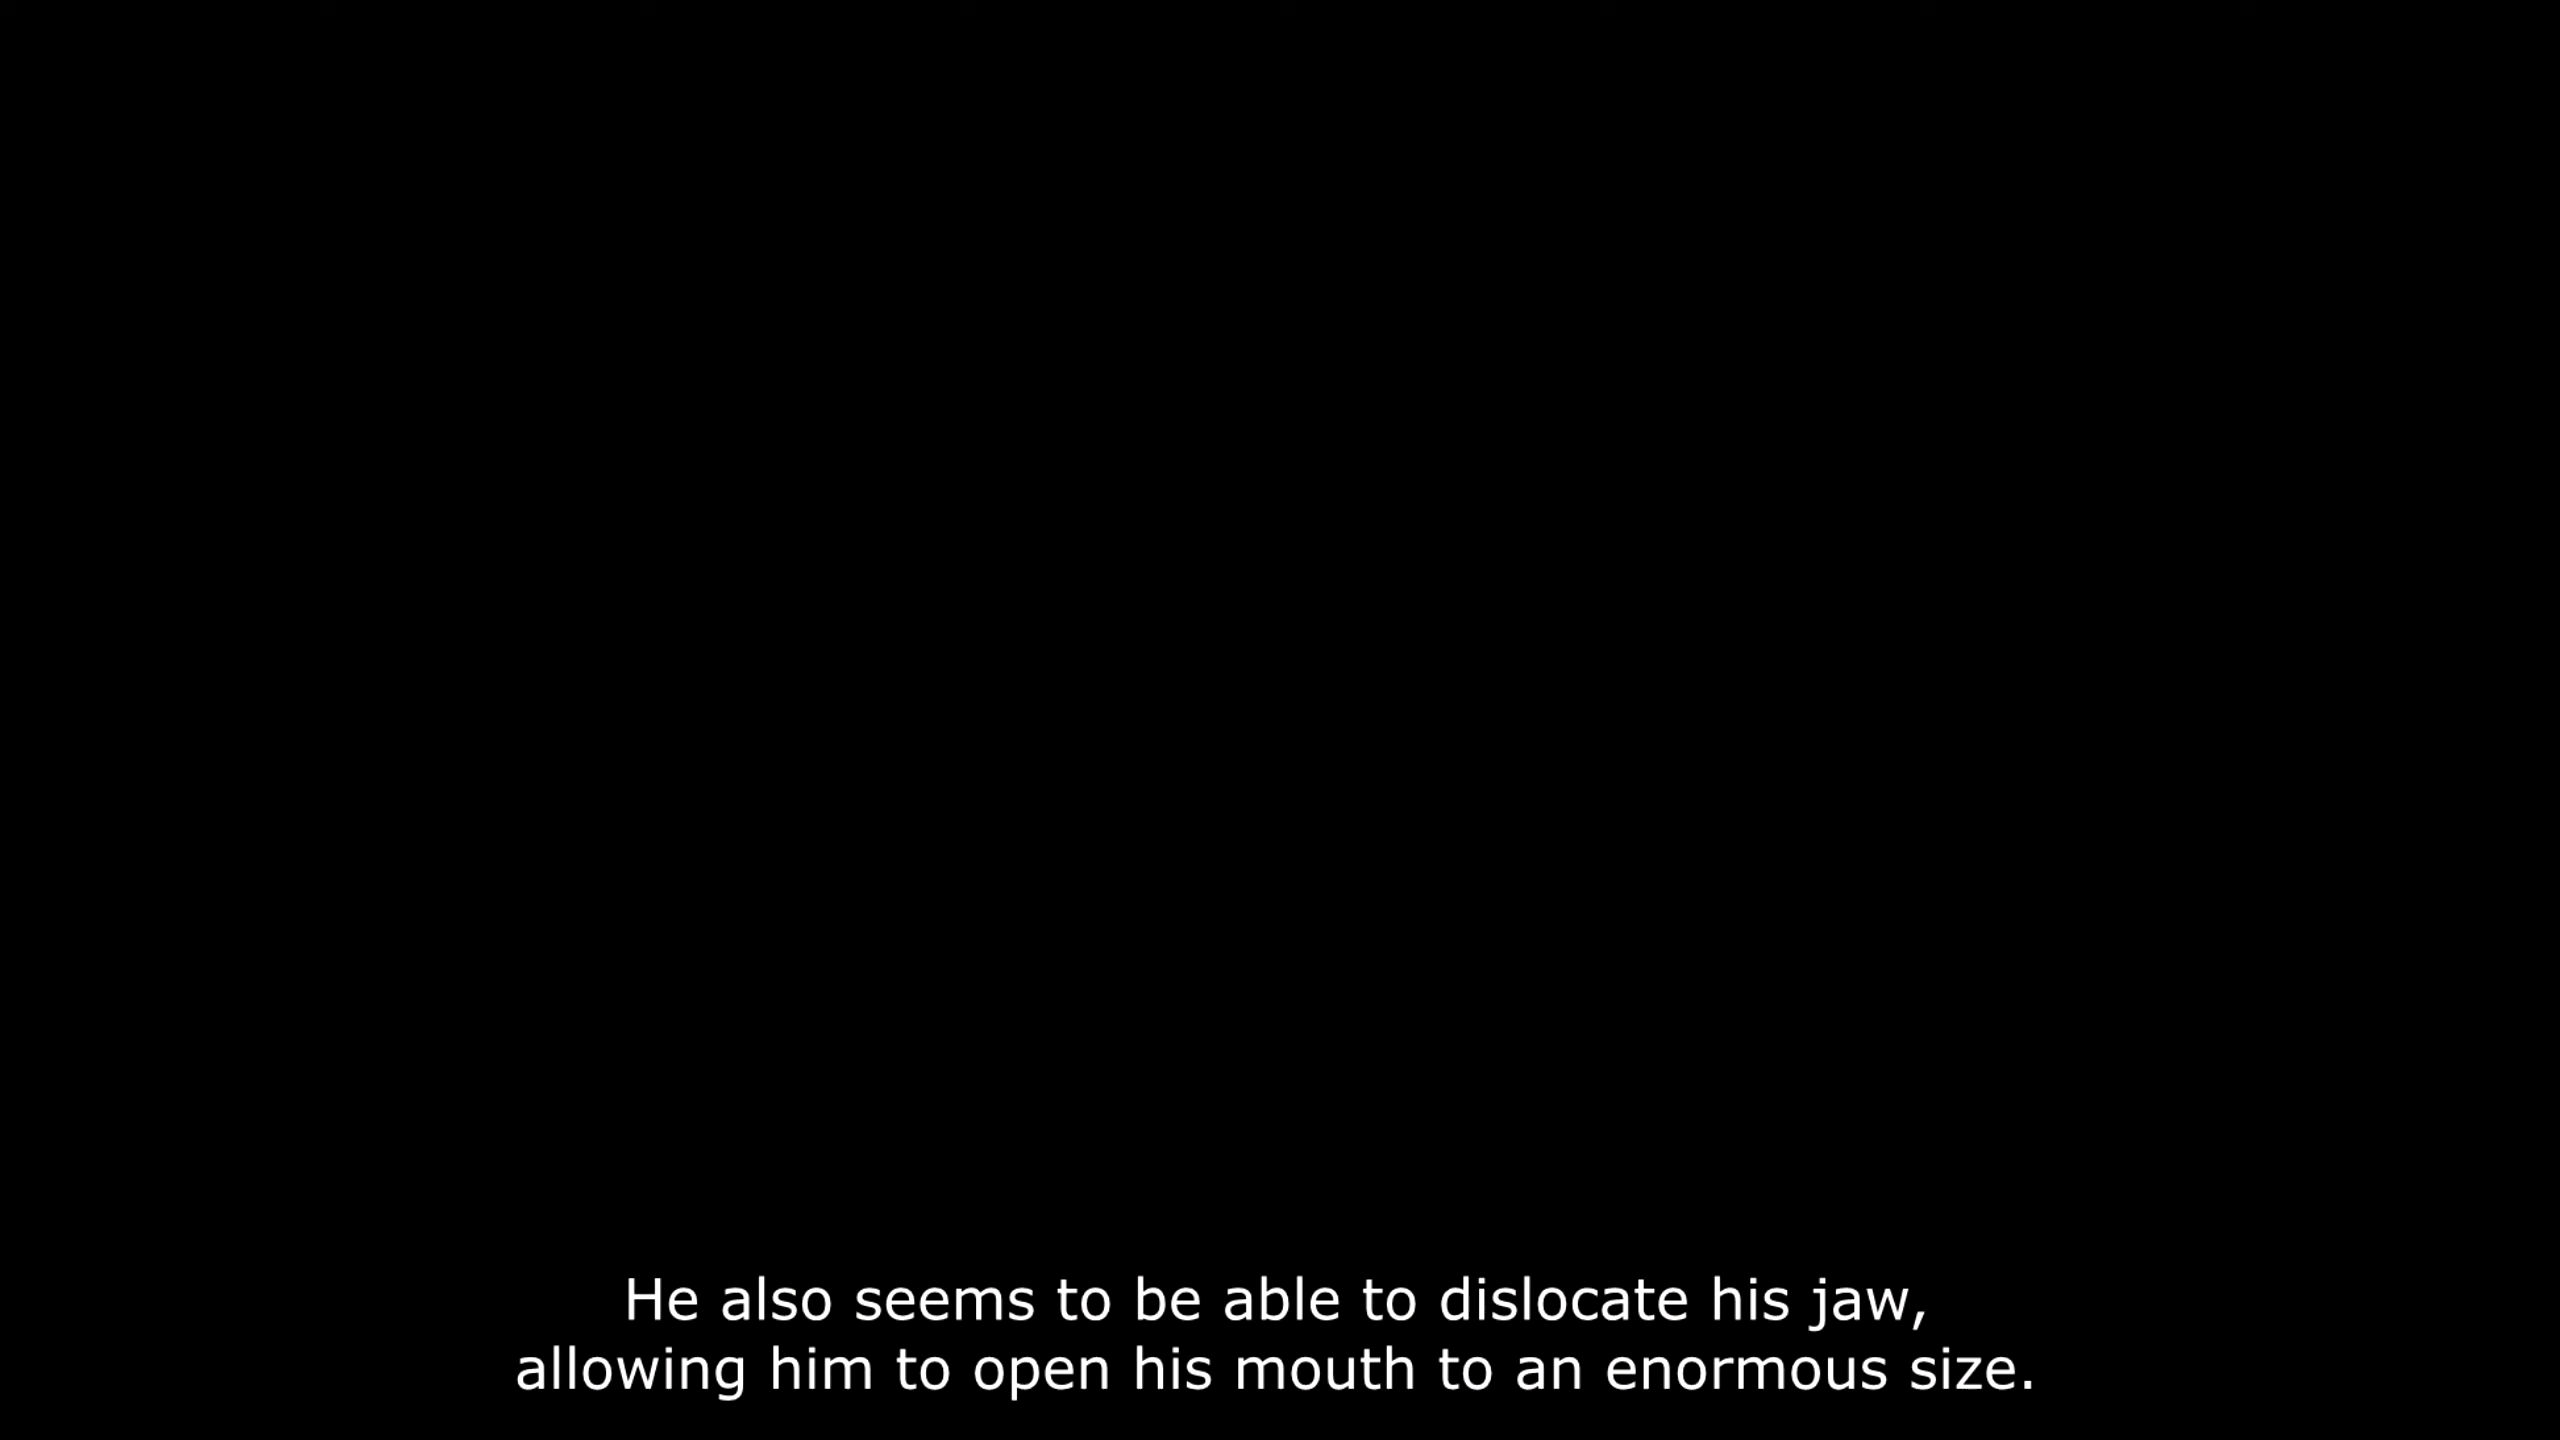 He also seems to be able to dislocate his jaw,
allowing him to open his mouth to an enormous size.